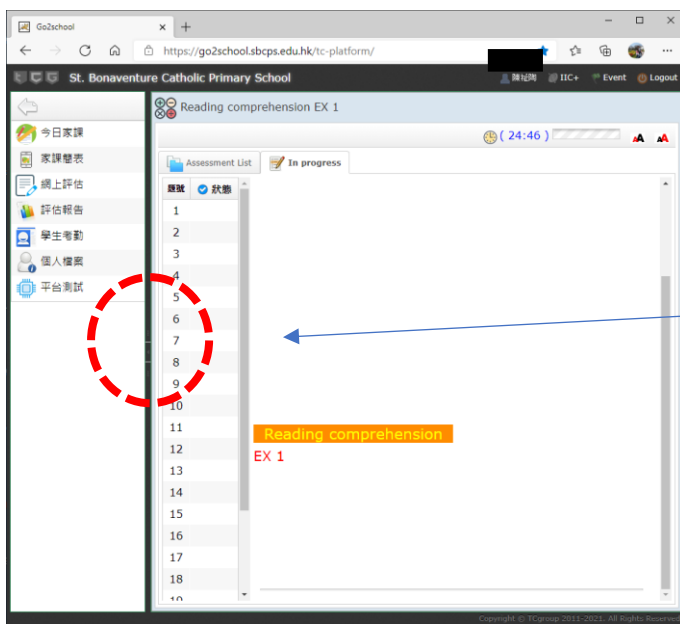 Go2school
https://go2school.sbcps.edu.hk/tc-platform/
St. Bonaventure Catholic Primary School
IIC+
Event
Logout
Reading comprehension EX 1
今日家課
家課簡表
網上評估
評估報告
學生考勤
個人檔案
平台測試
( 24:46 )
AA
AA
Assessment List
In progress
題號
狀態
1
2
3
4
5
6
7
8
9
10
11
12
13
14
15
16
17
18
Reading comprehension
EX 1
Copyright © TCgroup 2011-2021. All Rights Reserved